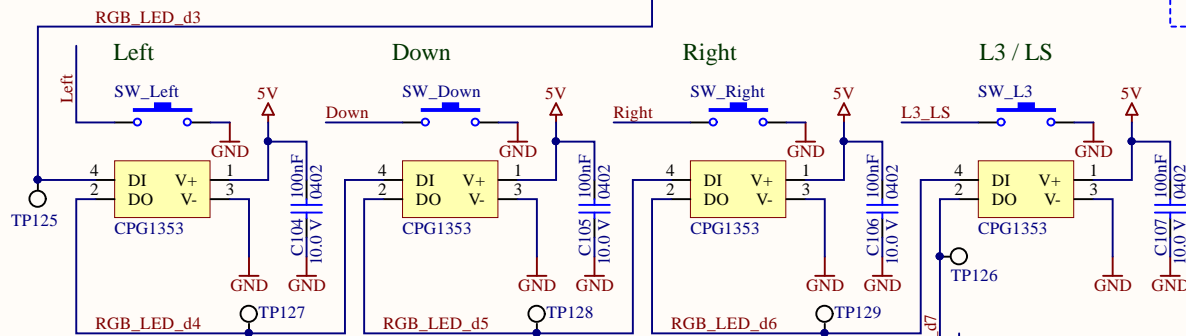 RGB_LED_d3
Left
Down
Right
L3 / LS
Left
SW_Left
5V
GND
4
2
DI
DO
V+
V-
1
3
CPG1353
TP125
C104
100nF
10.0 V
0402
GND
GND
TP127
RGB_LED_d4
Down
SW_Down
5V
GND
4
2
DI
DO
V+
V-
1
3
CPG1353
C105
100nF
10.0 V
0402
GND
GND
TP128
RGB_LED_d5
Right
SW_Right
5V
GND
4
2
DI
DO
V+
V-
1
3
CPG1353
C106
100nF
10.0 V
0402
GND
GND
TP129
RGB_LED_d6
L3_LS
SW_L3
5V
GND
4
2
DI
DO
V+
V-
1
3
CPG1353
TP126
C107
100nF
10.0 V
0402
GND
GND
_d7